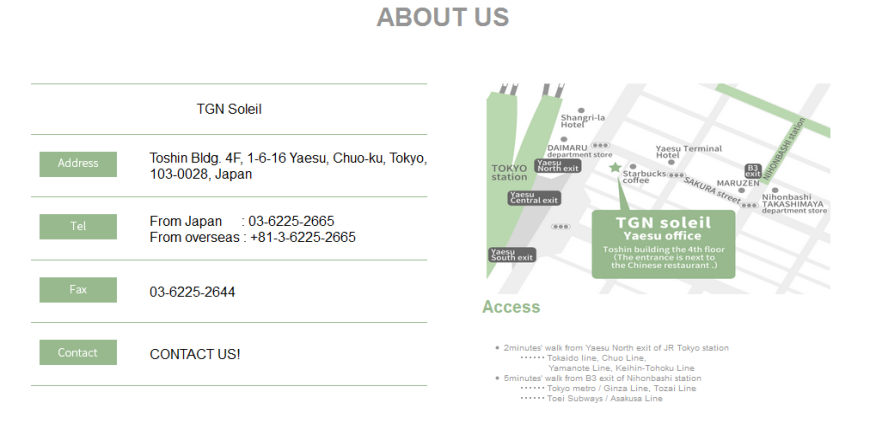 ABOUT US
TGN Soleil
Address
Toshin Bldg. 4F, 1-6-16 Yaesu, Chuo-ku, Tokyo,
103-0028, Japan
Tel
From Japan : 03-6225-2665
From overseas : +81-3-6225-2665
Fax
03-6225-2644
Contact
CONTACT US!
Shangri-la
Hotel
DAIMARU
department store
Yaesu Terminal
Hotel
TOKYO
station
Yaesu
North exit
Starbucks
coffee
SAKURA street
B3
exit
MARUZEN
NIHONBASHI station
Yaesu
Central exit
Nihonbashi
TAKASHIMAYA
department store
TGN soleil
Yaesu office
Toshin building the 4th floor
(The entrance is next to
the Chinese restaurant .)
Yaesu
South exit
Access
• 2minutes' walk from Yaesu North exit of JR Tokyo station
‥‥‥ Tokaido line, Chuo Line,
Yamanote Line, Keihin-Tohoku Line
• 5minutes' walk from B3 exit of Nihonbashi station
‥‥‥ Tokyo metro / Ginza Line, Tozai Line
‥‥‥ Toei Subways / Asakusa Line